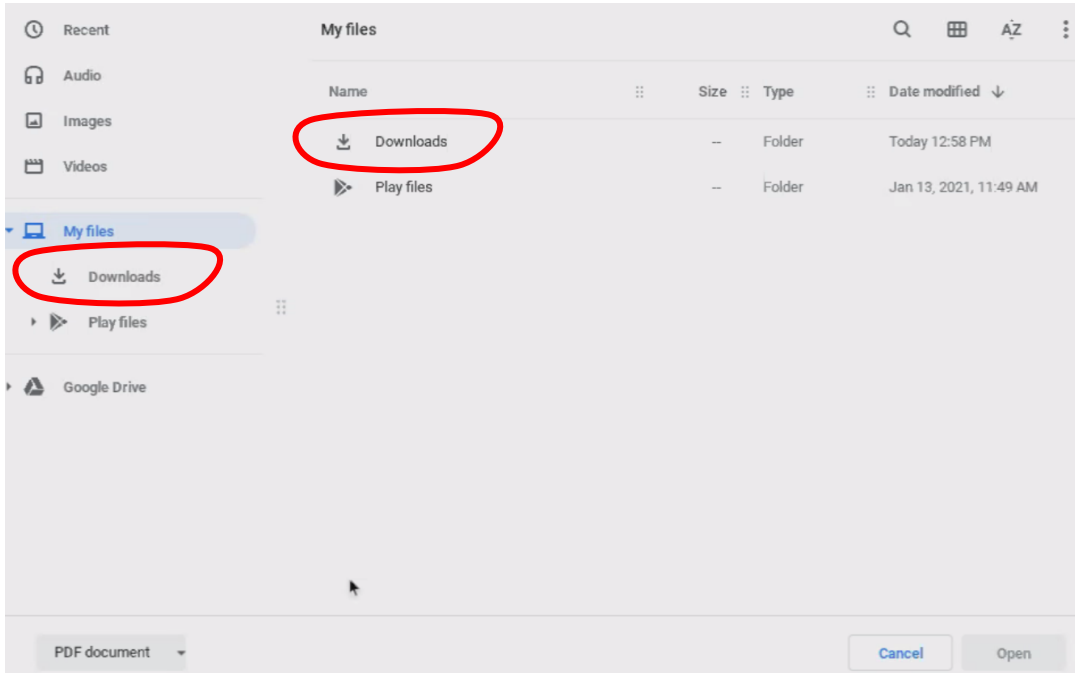 Recent
Audio
Images
Videos
My files
Downloads
Play files
Google Drive
My files
AZ
Name Size Type Date modified
Downloads -- Folder Today 12:58 PM
Play files -- Folder Jan 13, 2021, 11:49 AM
PDF document Cancel Open